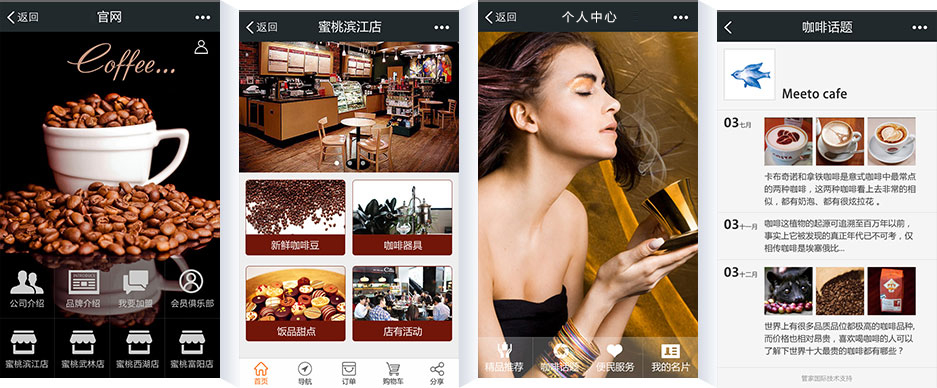 返回
官网
Coffee...
公司介绍
品牌介绍
我要加盟
会员俱乐部
蜜桃滨江店
蜜桃武林店
蜜桃西湖店
蜜桃富阳店
返回
蜜桃滨江店
新鲜咖啡豆
咖啡器具
饭品甜点
店有活动
首页
导航
订单
购物车
分享
返回
个人中心
精品推荐
咖啡话题
便民服务
我的名片
咖啡话题
Meeto cafe
03七月
卡布奇诺和拿铁咖啡是意式咖啡中最常点
的两种咖啡，这两种咖啡看上去非常的相
似，都有奶泡、都有很炫拉花 。
03十一月
咖啡这植物的起源可追溯至百万年以前，
事实上它被发现的真正年代已不可考，仅
相传咖啡是埃塞俄比...
03十二月
世界上有很多品质品位都极高的咖啡品种,
而价格也相对昂贵，喜欢喝咖啡的人可以
了解下世界十大最贵的咖啡都有哪些？
管家国际技术支持